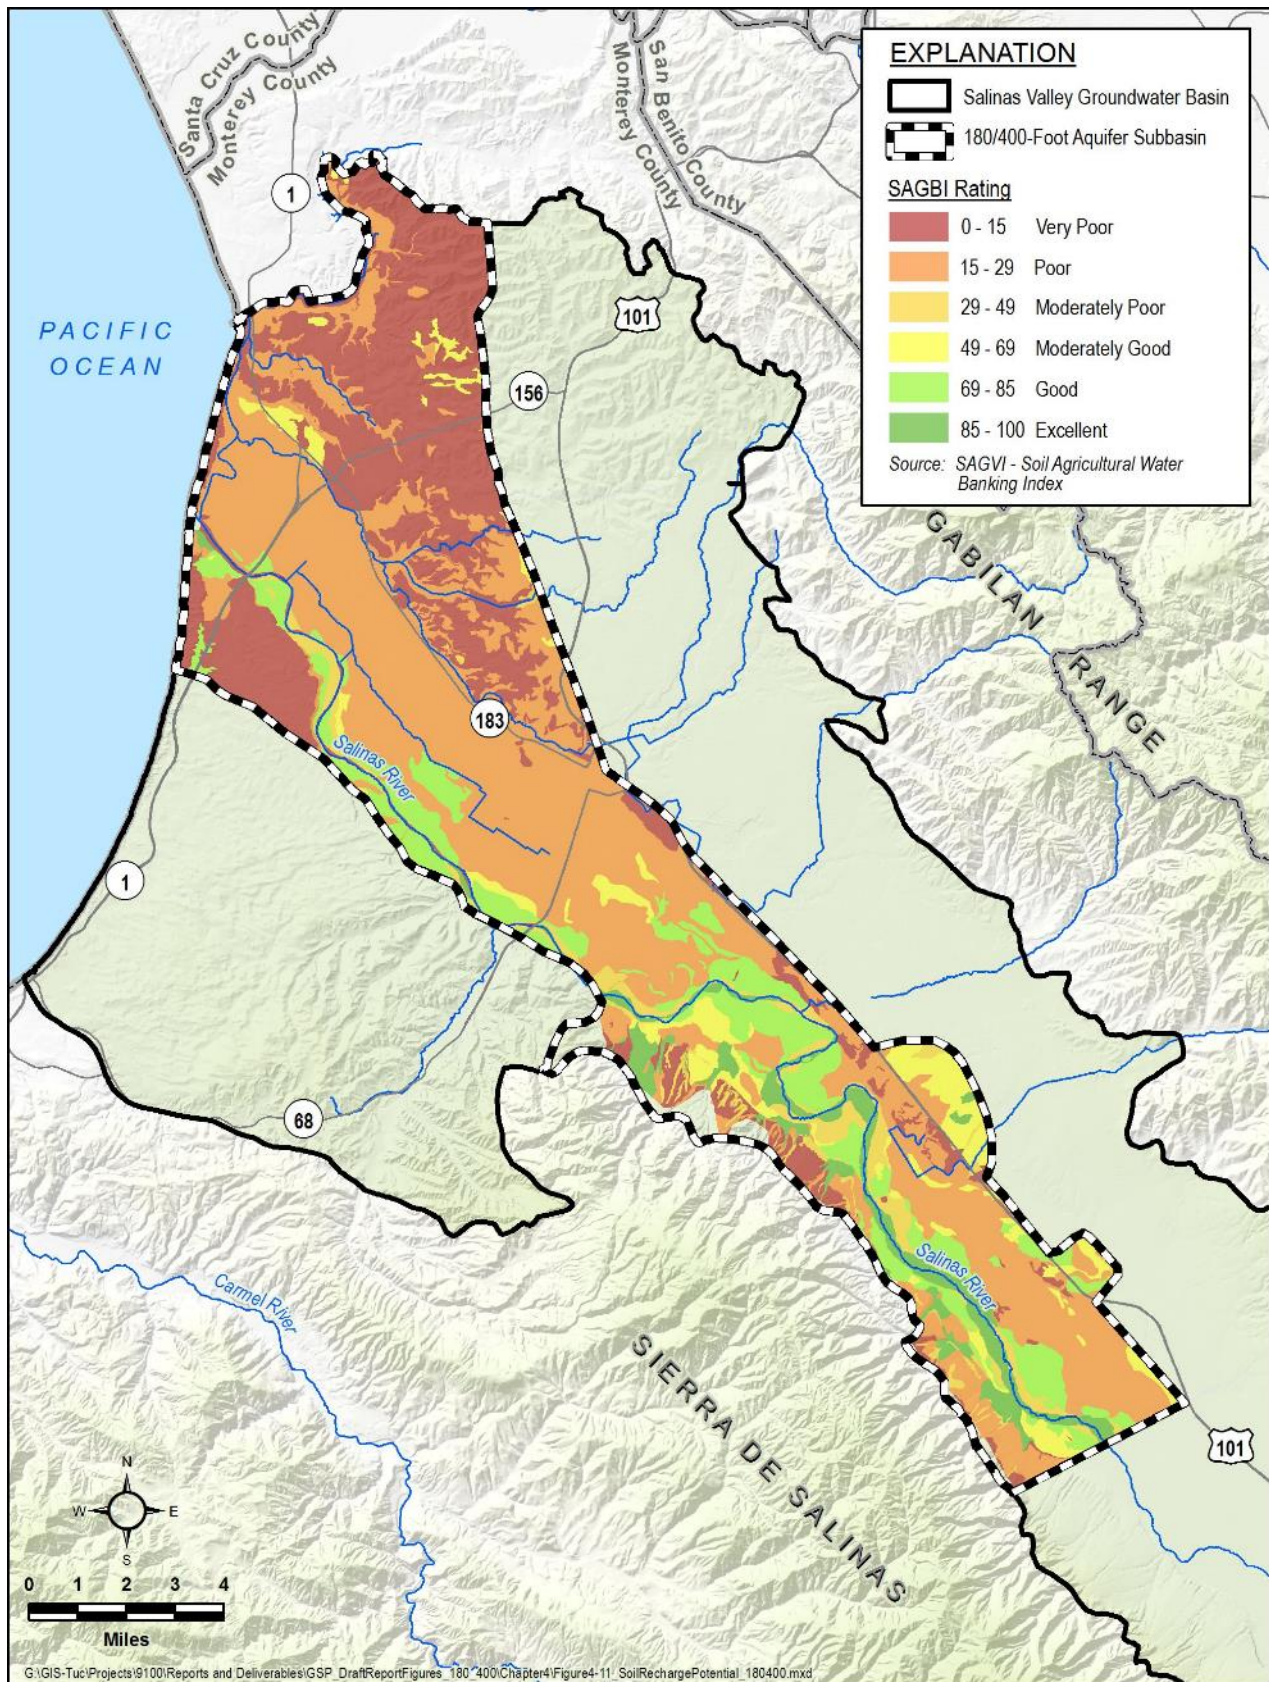 EXPLANATION
Salinas Valley Groundwater Basin
180/400-Foot Aquifer Subbasin
SAGBI Rating
0 - 15 Very Poor
15 - 29 Poor
29 - 49 Moderately Poor
49 - 69 Moderately Good
69 - 85 Good
85 - 100 Excellent
Source: SAGVI - Soil Agricultural Water
Banking Index
Santa Cruz County
Monterey County
San Benito County
Monterey County
1
101
PACIFIC
OCEAN
156
GABILAN
RANGE
183
Salinas River
1
68
Salinas River
Carmel River
SIERRA DE SALINAS
101
N
W E
S
0 1 2 3 4
Miles
G:\GIS-Tuc\Projects\9100\Reports and Deliverables\GSP_DraftReportFigures_180_400\Chapter4\Figure4-11_SoilRechargePotential_180400.mxd